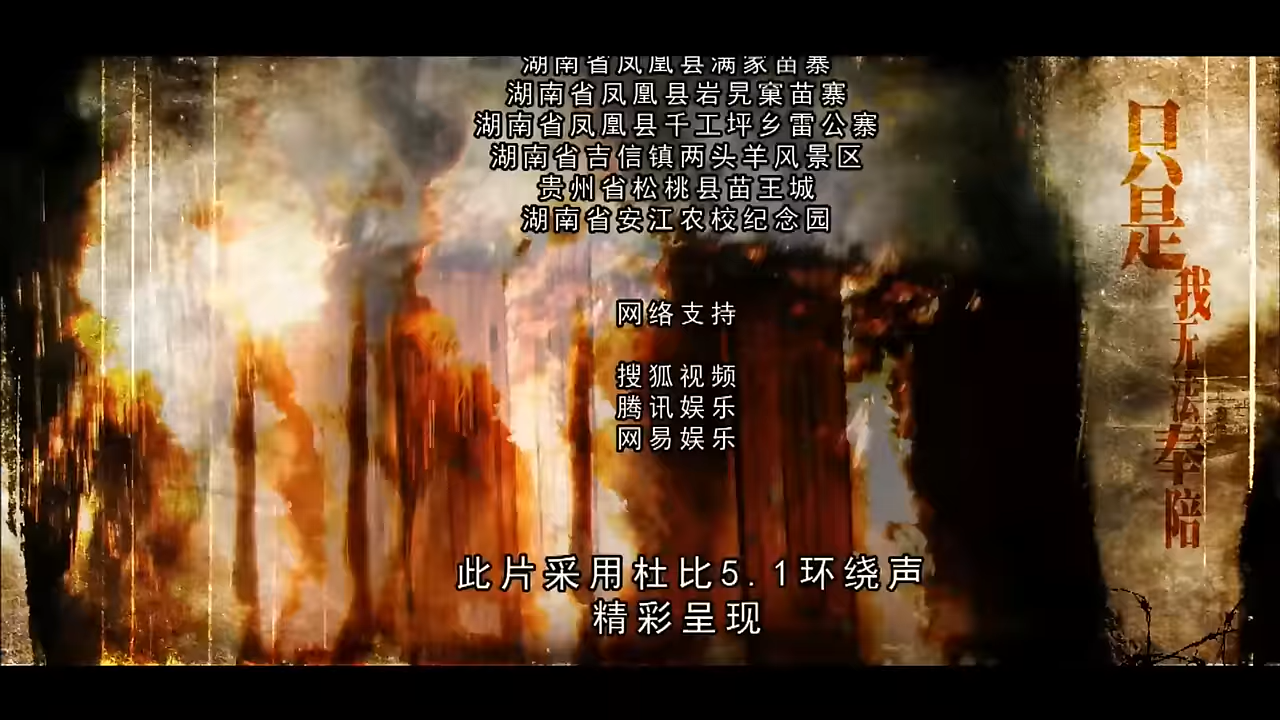 湖南省凤凰县满家苗寨
湖南省凤凰县岩旯窠苗寨
湖南省凤凰县千工坪乡雷公寨
湖南省吉信镇两头羊风景区
贵州省松桃县苗王城
湖南省安江农校纪念园
网络支持
搜狐视频
腾讯娱乐
网易娱乐
此片采用杜比5.1环绕声
精彩呈现
只是
我无法奉陪